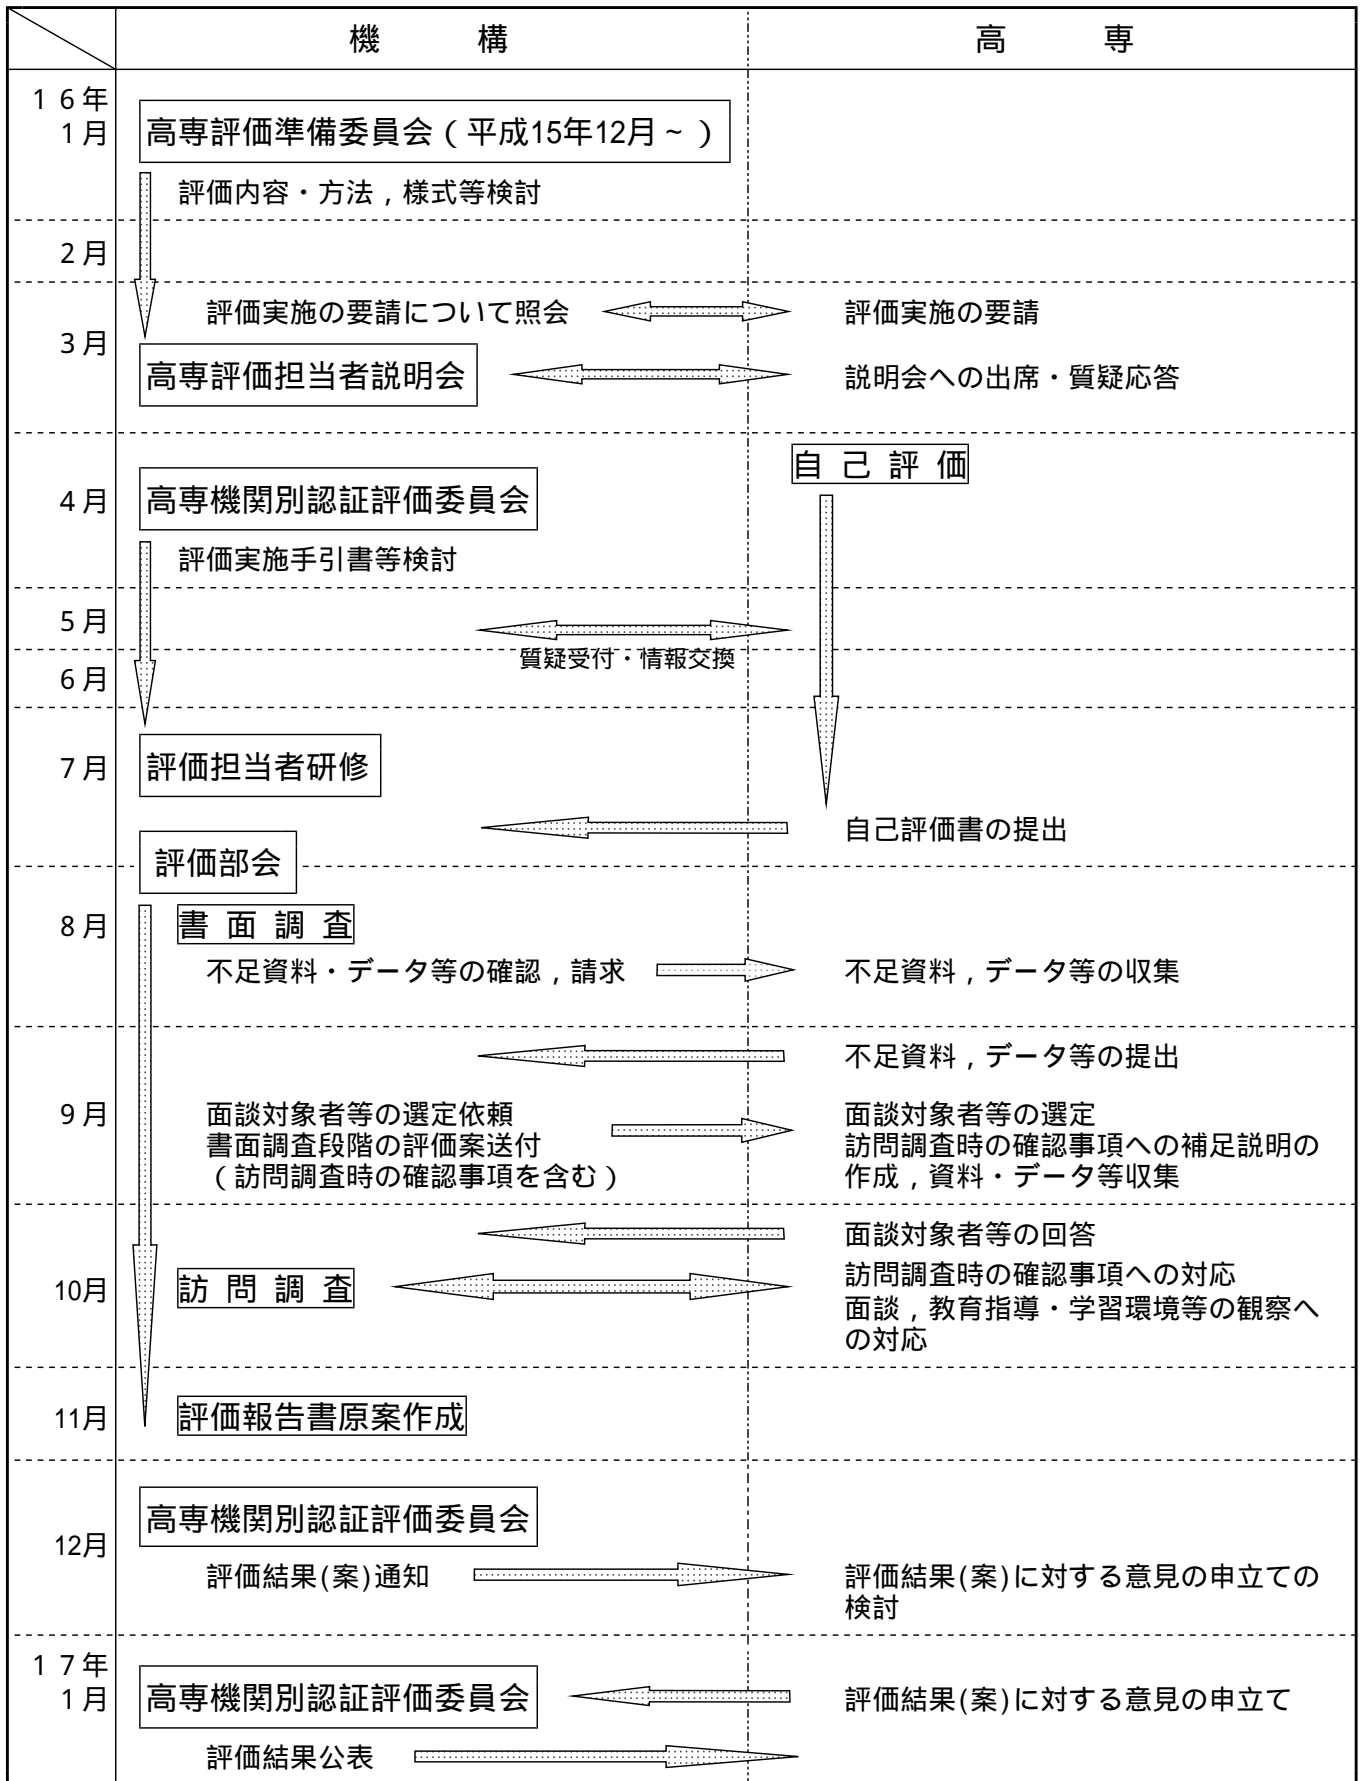 機 構 高 専
16年
1月
高専評価準備委員会(平成15年12月~)
評価内容・方法,様式等検討
2月
3月
評価実施の要請について照会 評価実施の要請
高専評価担当者説明会 説明会への出席・質疑応答
自己評価
4月
高専機関別認証評価委員会
評価実施手引書等検討
5月
質疑受付・情報交換
6月
7月
評価担当者研修
自己評価書の提出
評価部会
8月
書面調査
不足資料・データ等の確認,請求 不足資料,データ等の収集
不足資料,データ等の提出
9月
面談対象者等の選定依頼
書面調査段階の評価案送付
(訪問調査時の確認事項を含む)
面談対象者等の選定
訪問調査時の確認事項への補足説明の
作成,資料・データ等収集
面談対象者等の回答
10月
訪問調査
訪問調査時の確認事項への対応
面談,教育指導・学習環境等の観察へ
の対応
11月
評価報告書原案作成
12月
高専機関別認証評価委員会
評価結果(案)通知
評価結果(案)に対する意見の申立ての
検討
17年
1月
高専機関別認証評価委員会 評価結果(案)に対する意見の申立て
評価結果公表